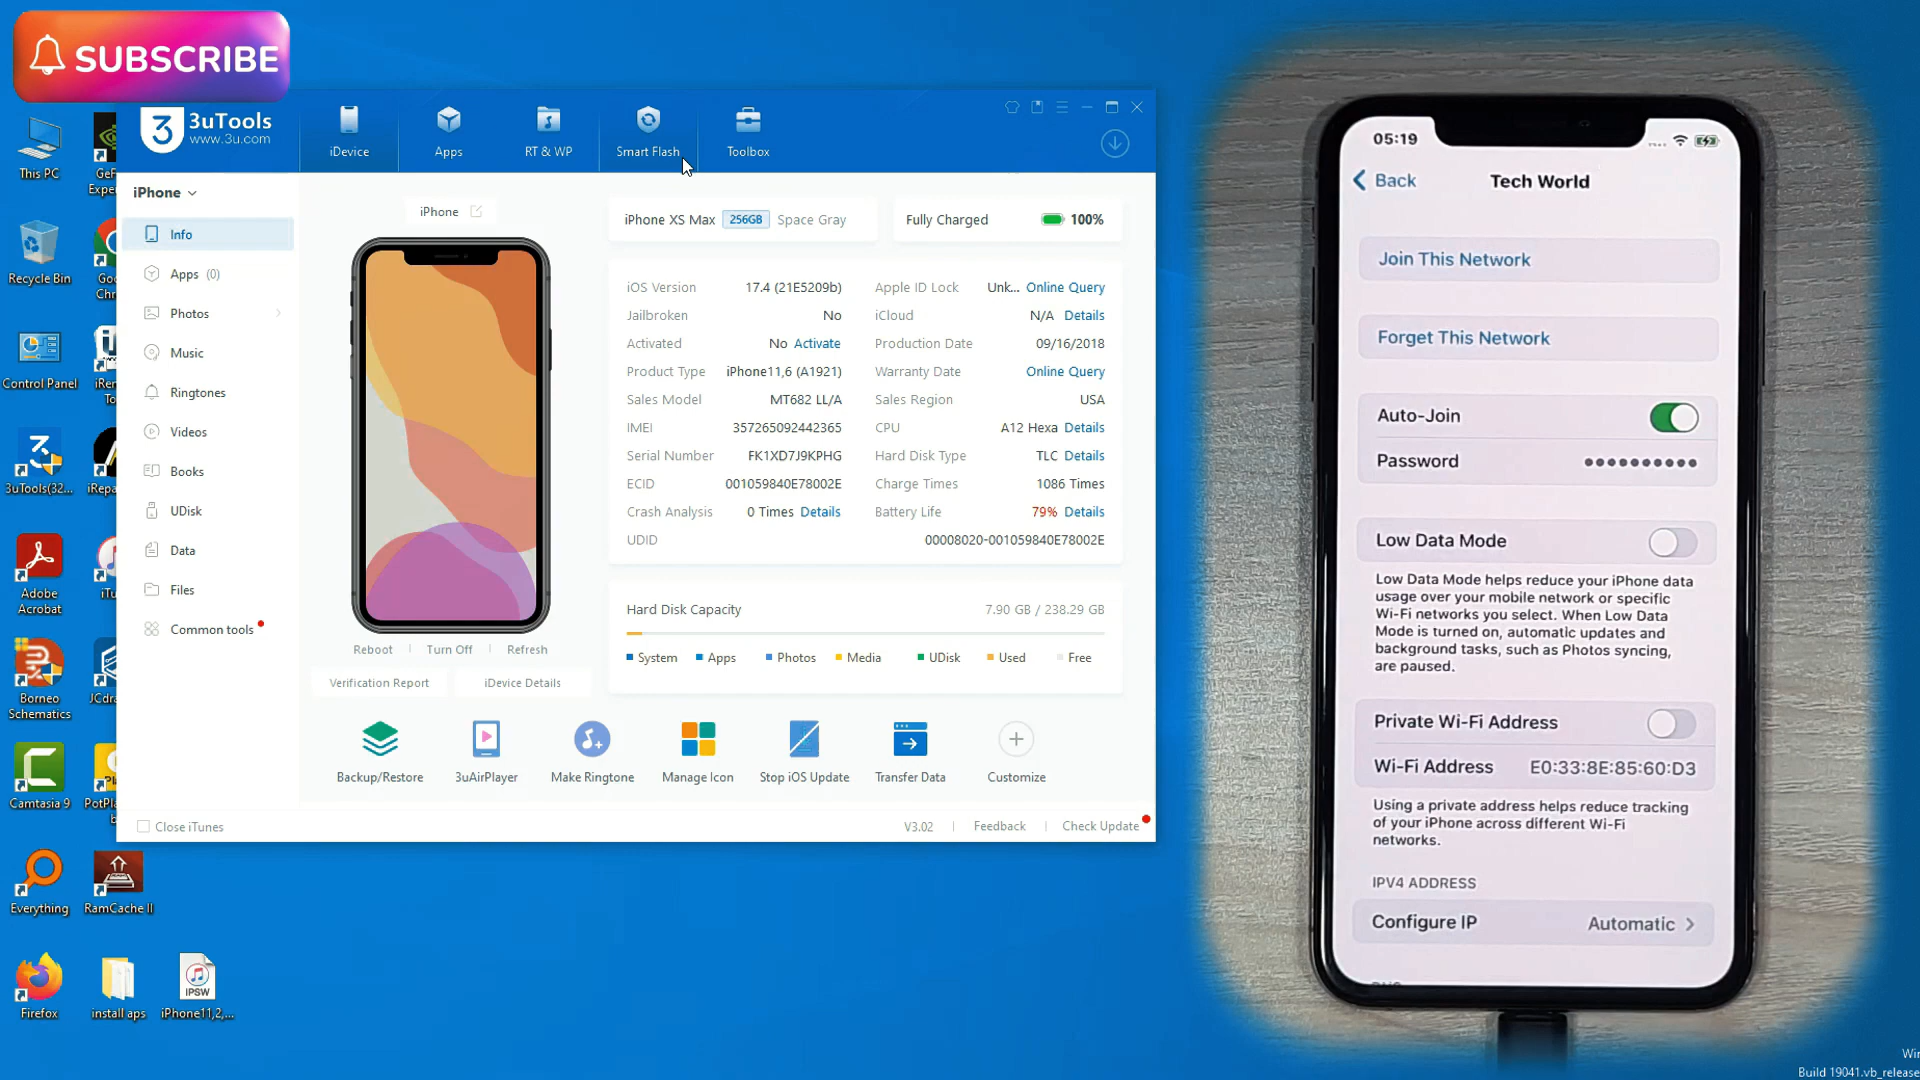 SUBSCRIBE
3uTools
www.3u.com
iDevice
Apps
RT & WP
Smart Flash
Toolbox
iPhone
Info
Apps (0)
Photos
Music
Ringtones
Videos
Books
UDisk
Data
Files
Common tools
iPhone
Reboot
Turn Off
Refresh
Verification Report
iDevice Details
iPhone XS Max 256GB Space Gray
Fully Charged 100%
iOS Version 17.4 (21E5209b)
Apple ID Lock Unk... Online Query
Jailbroken No
iCloud N/A Details
Activated No Activate
Production Date 09/16/2018
Product Type iPhone11,6 (A1921)
Warranty Date Online Query
Sales Model MT682 LL/A
Sales Region USA
IMEI 357265092442365
CPU A12 Hexa Details
Serial Number FK1XD7J9KPHG
Hard Disk Type TLC Details
ECID 001059840E78002E
Charge Times 1086 Times
Crash Analysis 0 Times Details
Battery Life 79% Details
UDID 00008020-001059840E78002E
Hard Disk Capacity 7.90 GB / 238.29 GB
System Apps Photos Media UDisk Used Free
Backup/Restore
3uAirPlayer
Make Ringtone
Manage Icon
Stop iOS Update
Transfer Data
Customize
Close iTunes
V3.02
Feedback
Check Update
This PC
GeF
Exper
Recycle Bin
Goo
Chr
Control Panel
iRem
To
3uTools(32...
iRepa
Adobe
Acrobat
iTu
Borneo
Schematics
JCdra
Camtasia 9
PotPla
b
Everything
RamCache II
Firefox
install aps
IPSW
iPhone11,2,...
05:19
Back
Tech World
Join This Network
Forget This Network
Auto-Join
Password ●●●●●●●●●●
Low Data Mode
Low Data Mode helps reduce your iPhone data
usage over your mobile network or specific
Wi-Fi networks you select. When Low Data
Mode is turned on, automatic updates and
background tasks, such as Photos syncing,
are paused.
Private Wi-Fi Address
Wi-Fi Address E0:33:8E:85:60:D3
Using a private address helps reduce tracking
of your iPhone across different Wi-Fi
networks.
IPV4 ADDRESS
Configure IP Automatic
Win
Build 19041.vb_release